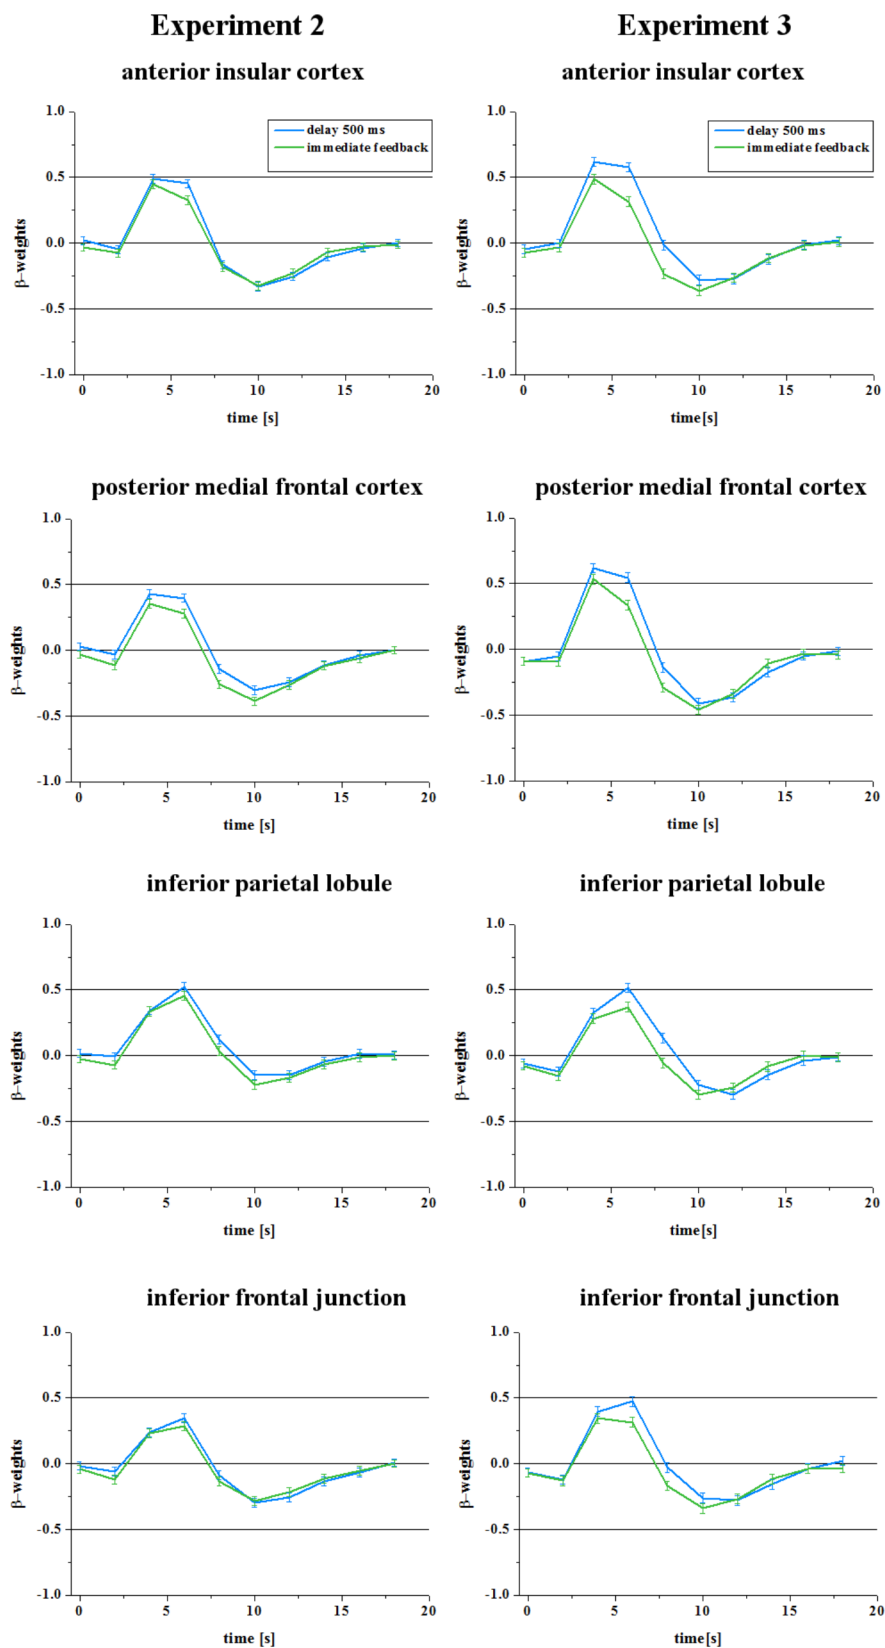 Experiment 2
Experiment 3
anterior insular cortex
anterior insular cortex
1.0
0.5
0.0
-0.5
-1.0
β-weights
delay 500 ms
immediate feedback
0 5 10 15 20
time [s]
1.0
0.5
0.0
-0.5
-1.0
β-weights
delay 500 ms
immediate feedback
0 5 10 15 20
time[s]
posterior medial frontal cortex
posterior medial frontal cortex
1.0
0.5
0.0
-0.5
-1.0
β-weights
0 5 10 15 20
time [s]
1.0
0.5
0.0
-0.5
-1.0
β-weights
0 5 10 15 20
time[s]
inferior parietal lobule
inferior parietal lobule
1.0
0.5
0.0
-0.5
-1.0
β-weights
0 5 10 15 20
time [s]
1.0
0.5
0.0
-0.5
-1.0
β-weights
0 5 10 15 20
time[s]
inferior frontal junction
inferior frontal junction
1.0
0.5
0.0
-0.5
-1.0
β-weights
0 5 10 15 20
time [s]
1.0
0.5
0.0
-0.5
-1.0
β-weights
0 5 10 15 20
time[s]